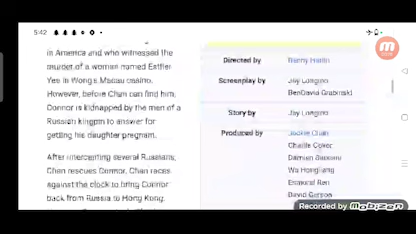 5:42
in America and who witnessed the
murder of a woman named Esther
Yee in Wong's Macau casino.
However, before Chan can find him,
Connor is kidnapped by the men of a
Russian kingpin to answer for
getting his daughter pregnant.
After intercepting several Russians,
Chan rescues Connor. Chan races
against the clock to bring Connor
back from Russia to Hong Kong.
Directed by Renny Harlin
Screenplay by Jay Longino
BenDavid Grabinski
Story by Jay Longino
Produced by Jackie Chan
Charlie Coker
Damien Saccani
Wa Hongliang
Esmond Ren
David Gerson
Recorded by Mobizen